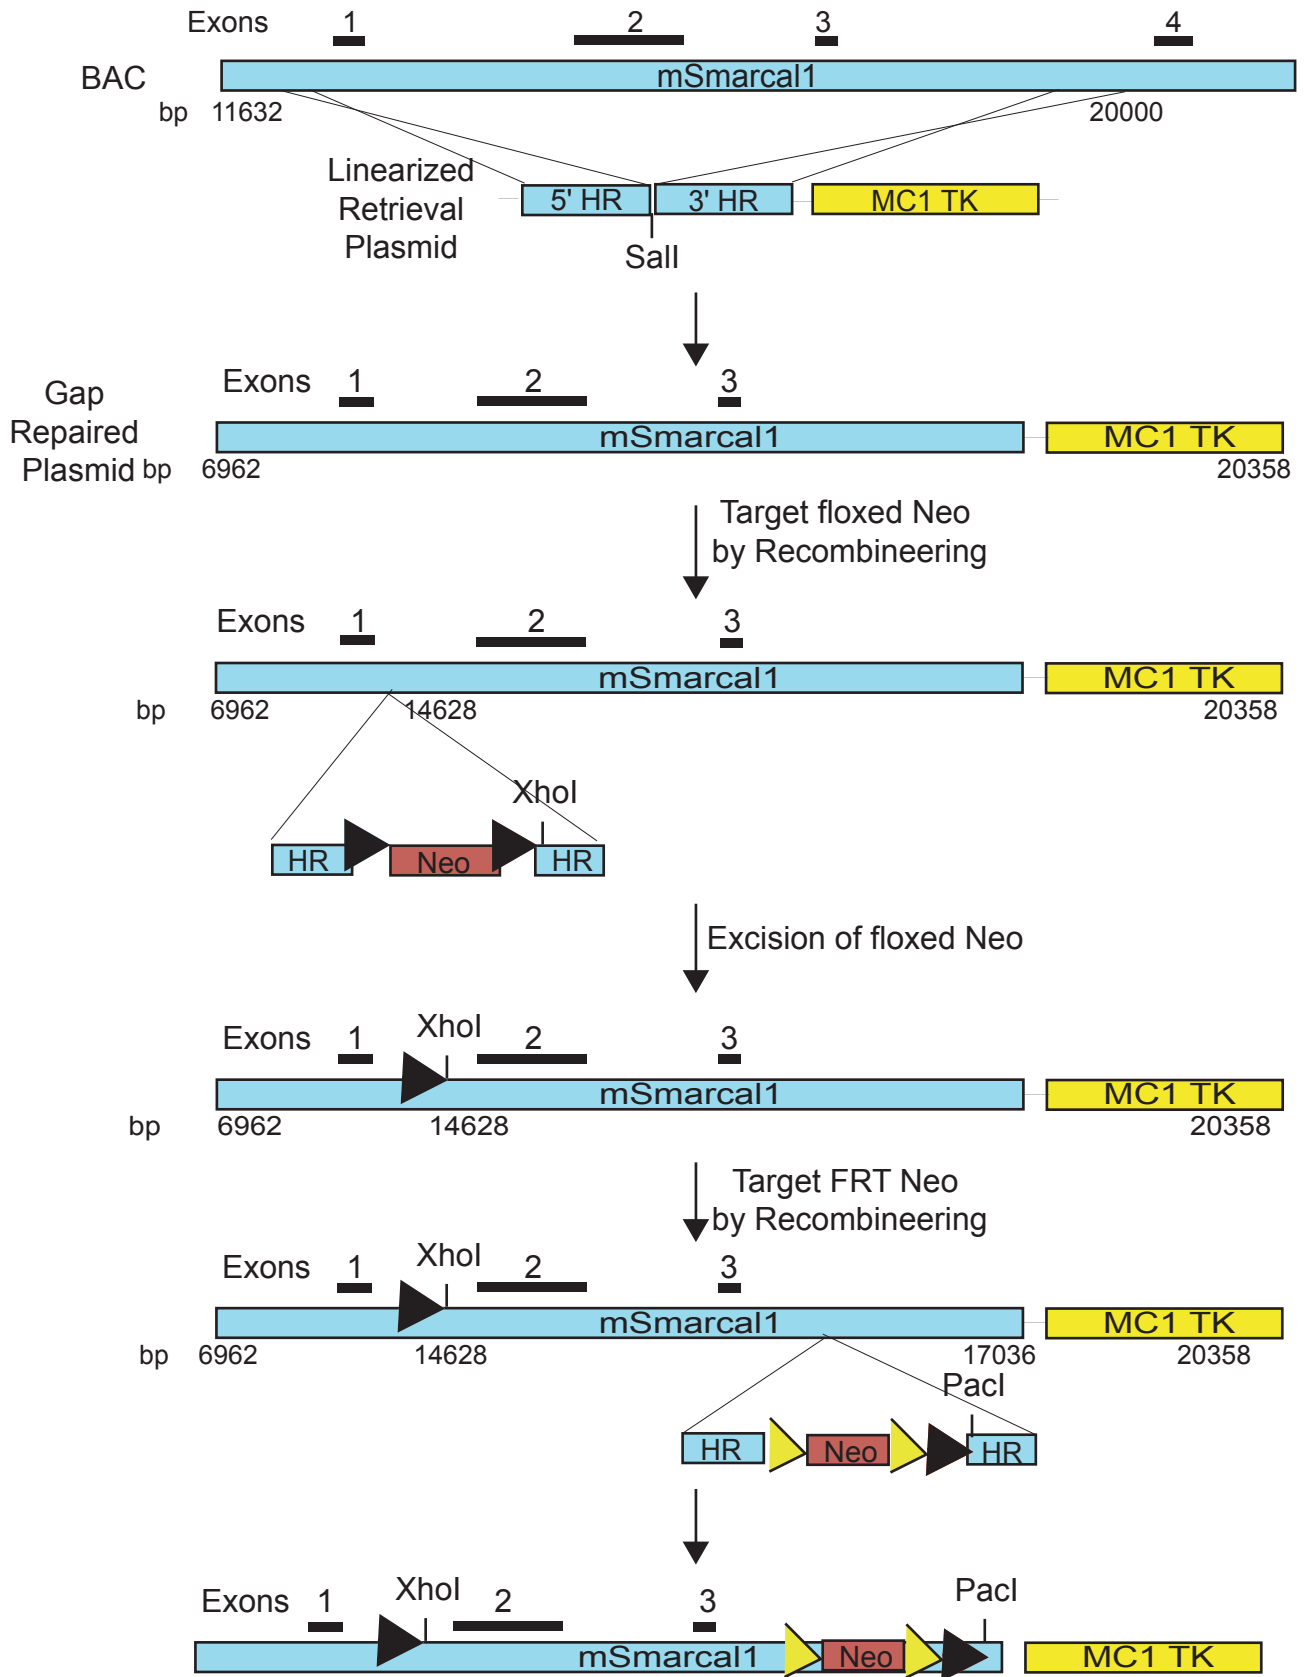 Exons 1 2 3 4
BAC mSmarcal1
bp 11632 20000
Linearized
Retrieval
Plasmid
5' HR 3' HR MC1 TK
SalI
Gap
Repaired
Plasmid
Exons 1 2 3
mSmarcal1 MC1 TK
bp 6962 20358
Target floxed Neo
by Recombineering
Exons 1 2 3
mSmarcal1 MC1 TK
bp 6962 14628 20358
XhoI
HR Neo HR
Excision of floxed Neo
XhoI
Exons 1 2 3
mSmarcal1 MC1 TK
bp 6962 14628 20358
Target FRT Neo
by Recombineering
XhoI
Exons 1 2 3
mSmarcal1 MC1 TK
bp 6962 14628 17036 20358
PacI
HR Neo HR
XhoI PacI
Exons 1 2 3
mSmarcal1 Neo MC1 TK